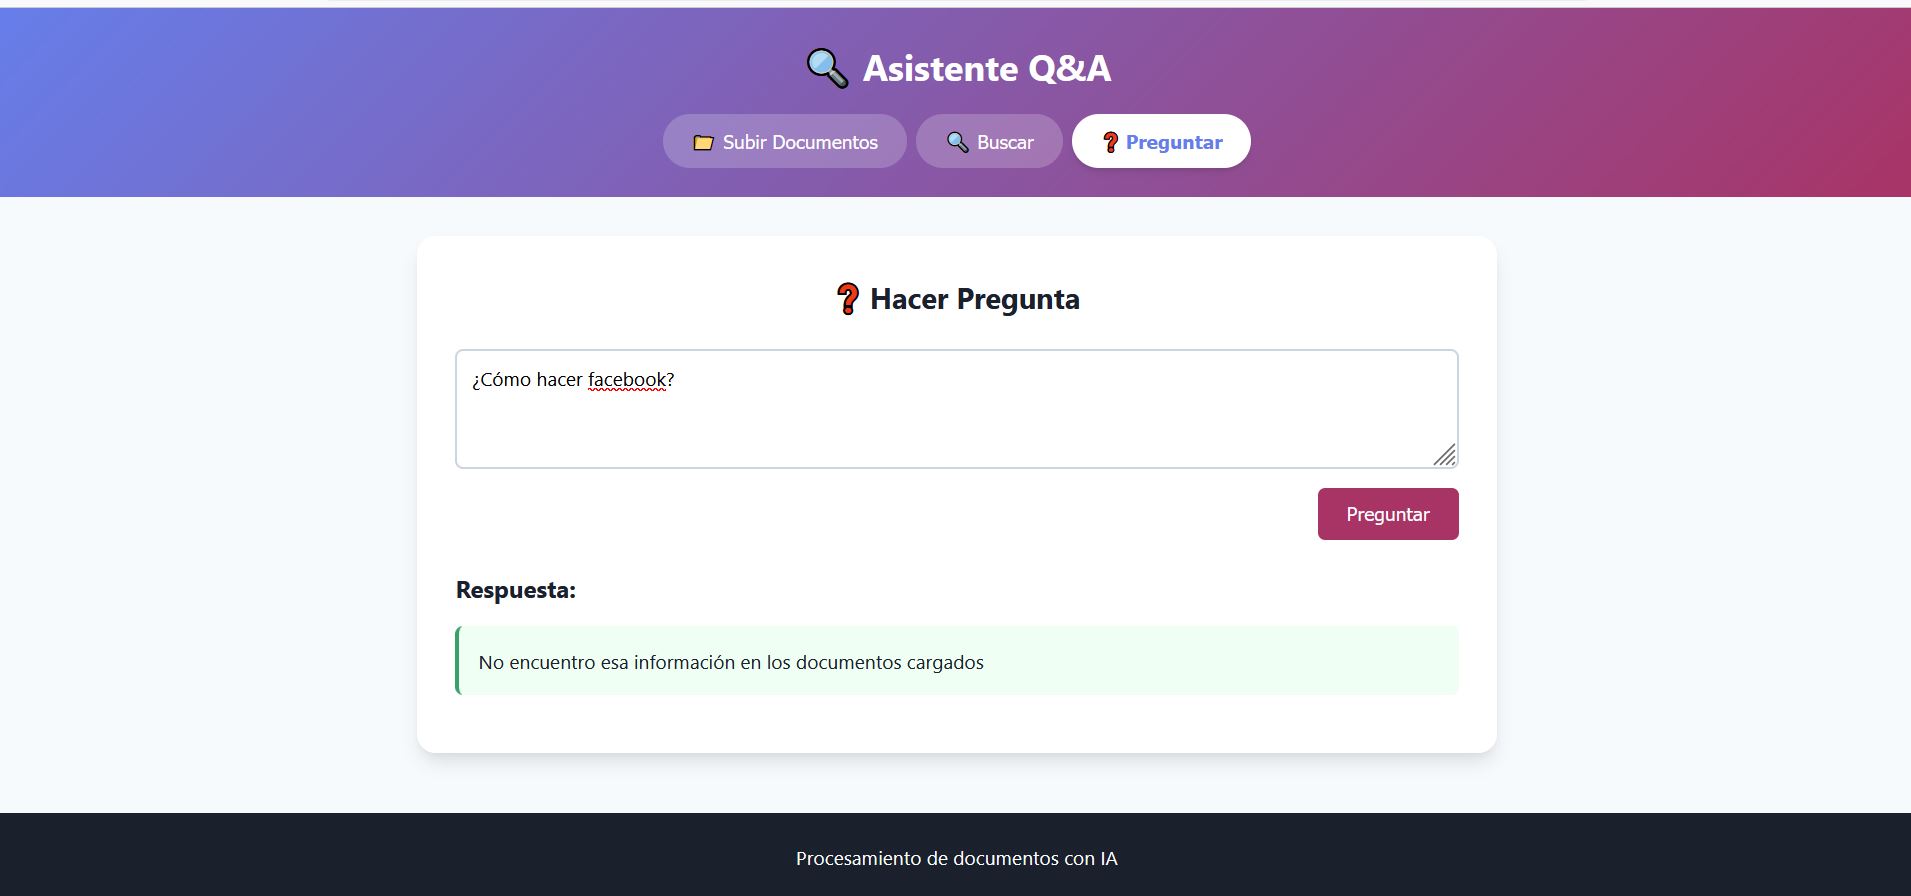 Asistente Q&A
Subir Documentos
Buscar
Preguntar
Hacer Pregunta
¿Cómo hacer facebook?
Preguntar
Respuesta:
No encuentro esa información en los documentos cargados
Procesamiento de documentos con IA